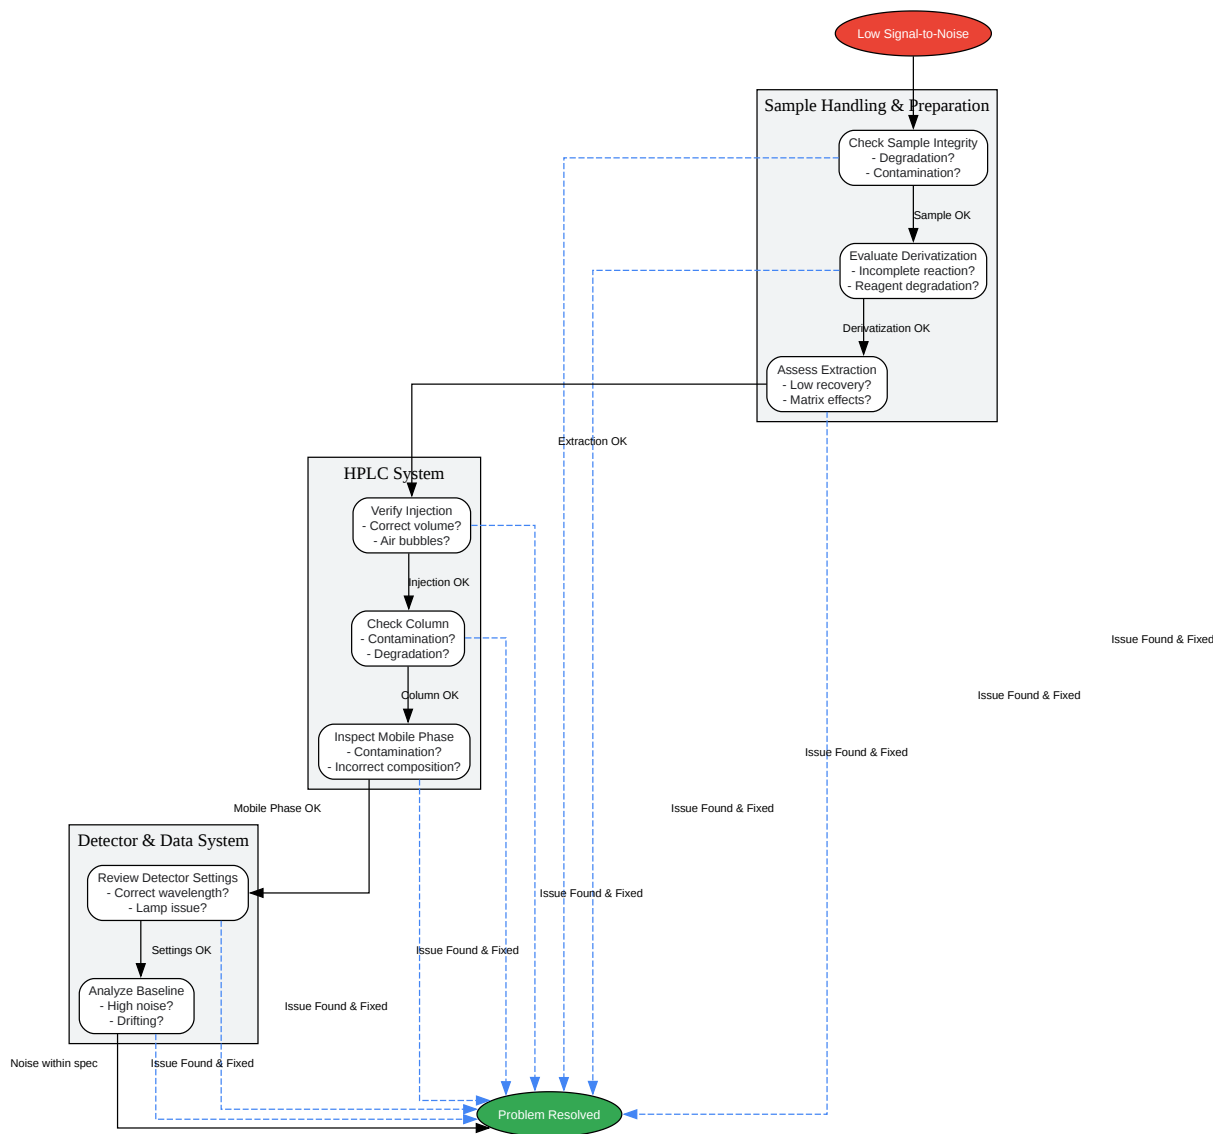 Low Signal-to-Noise
Sample Handling & Preparation
Check Sample Integrity
- Degradation?
- Contamination?
Sample OK
Evaluate Derivatization
- Incomplete reaction?
- Reagent degradation?
Derivatization OK
Assess Extraction
- Low recovery?
- Matrix effects?
Extraction OK
HPLC System
Verify Injection
- Correct volume?
- Air bubbles?
Injection OK
Check Column
- Contamination?
- Degradation?
Issue Found & Fixed
Column OK
Issue Found & Fixed
Inspect Mobile Phase
- Contamination?
- Incorrect composition?
Issue Found & Fixed
Mobile Phase OK
Issue Found & Fixed
Detector & Data System
Review Detector Settings
- Correct wavelength?
- Lamp issue?
Issue Found & Fixed
Settings OK
Issue Found & Fixed
Analyze Baseline
- High noise?
- Drifting?
Issue Found & Fixed
Noise within spec
Issue Found & Fixed
Problem Resolved